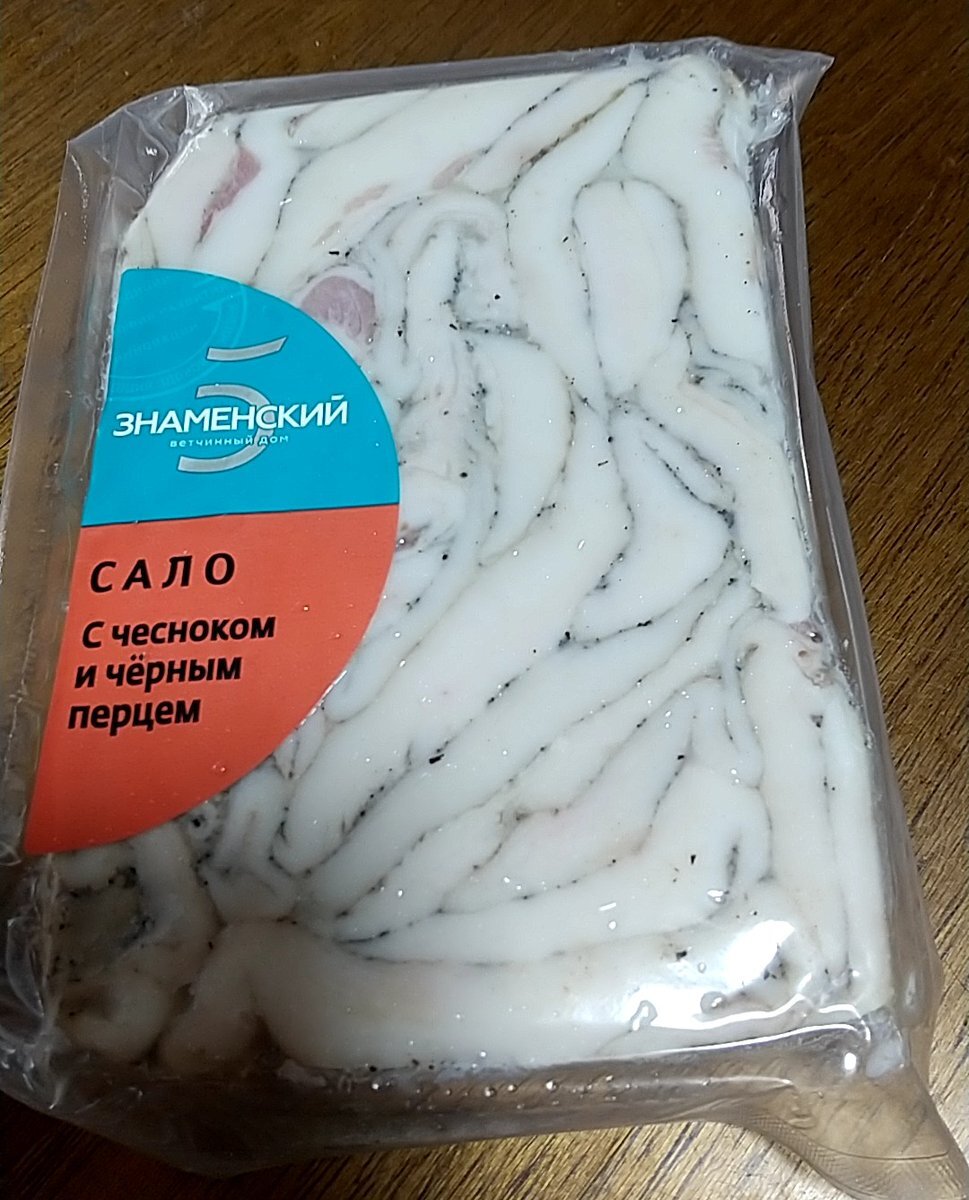 ЗНАМЕНСКИЙ
ветчинный дом
САЛО
С чесноком
и чёрным
перцем